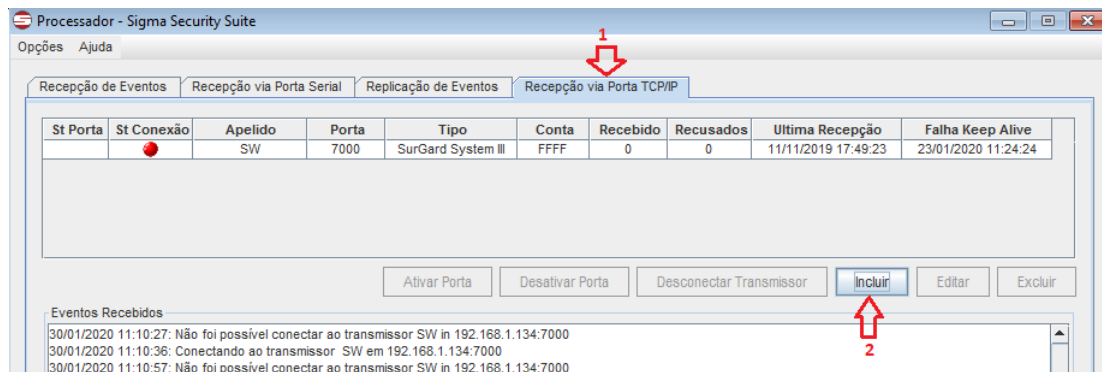 Processador - Sigma Security Suite
Opções Ajuda
1
Recepção de Eventos Recepção via Porta Serial Replicação de Eventos Recepção via Porta TCP/IP
St Porta St Conexão Apelido Porta Tipo Conta Recebido Recusados Ultima Recepção Falha Keep Alive
SW 7000 SurGard System III FFFF 0 0 11/11/2019 17:49:23 23/01/2020 11:24:24
Ativar Porta Desativar Porta Desconectar Transmissor Incluir Editar Excluir
Eventos Recebidos
30/01/2020 11:10:27: Não foi possível conectar ao transmissor SW in 192.168.1.134:7000
30/01/2020 11:10:36: Conectando ao transmissor SW em 192.168.1.134:7000
2
30/01/2020 11:10:57: Não foi possível conectar ao transmissor SW in 192.168.1.134:7000